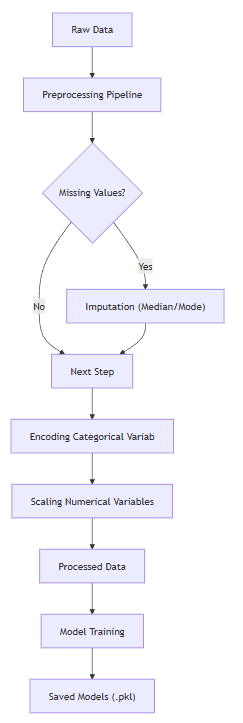 Raw Data
Preprocessing Pipeline
Missing Values?
Yes
No
Imputation (Median/Mode)
Next Step
Encoding Categorical Variab
Scaling Numerical Variables
Processed Data
Model Training
Saved Models (.pkl)